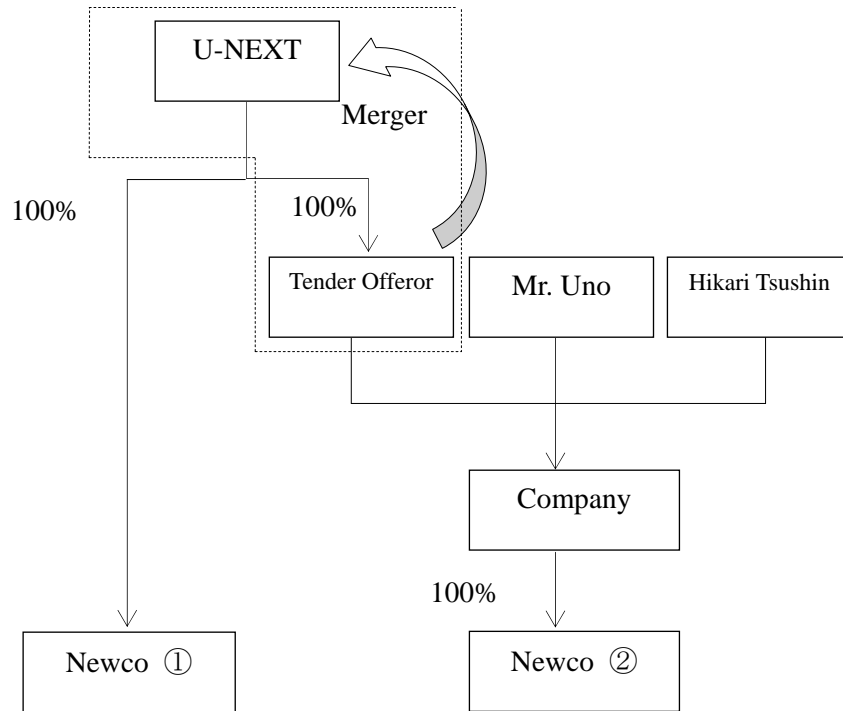 U-NEXT
Merger
100%
100%
Tender Offeror
Mr. Uno
Hikari Tsushin
Company
100%
Newco ①
Newco ②